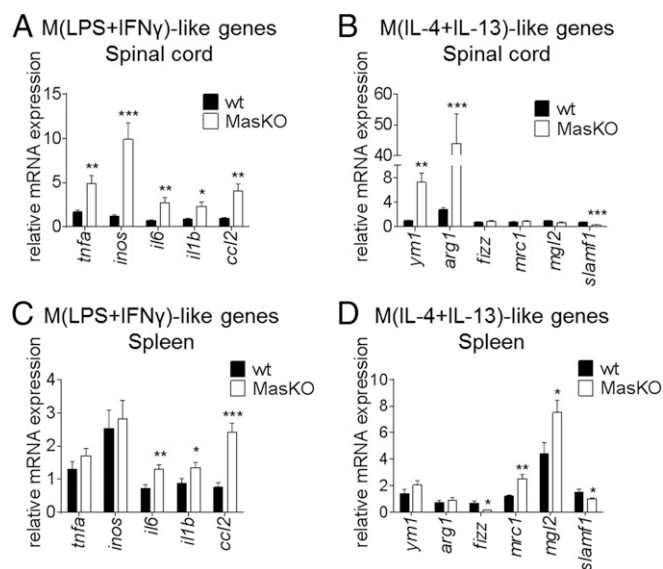 A M(LPS+IFNγ)-like genes
Spinal cord
relative mRNA expression
15
10
5
0
wt
MasKO
**
***
**
*
**
tnfa
inos
il6
il1b
ccl2
B M(IL-4+IL-13)-like genes
Spinal cord
relative mRNA expression
60
40
20
8
4
0
wt
MasKO
**
***
***
ym1
arg1
fizz
mrc1
mgl2
slamf1
C M(LPS+IFNγ)-like genes
Spleen
relative mRNA expression
4
3
2
1
0
wt
MasKO
**
*
***
tnfa
inos
il6
il1b
ccl2
D M(IL-4+IL-13)-like genes
Spleen
relative mRNA expression
10
8
6
4
2
0
wt
MasKO
*
**
*
*
ym1
arg1
fizz
mrc1
mgl2
slamf1